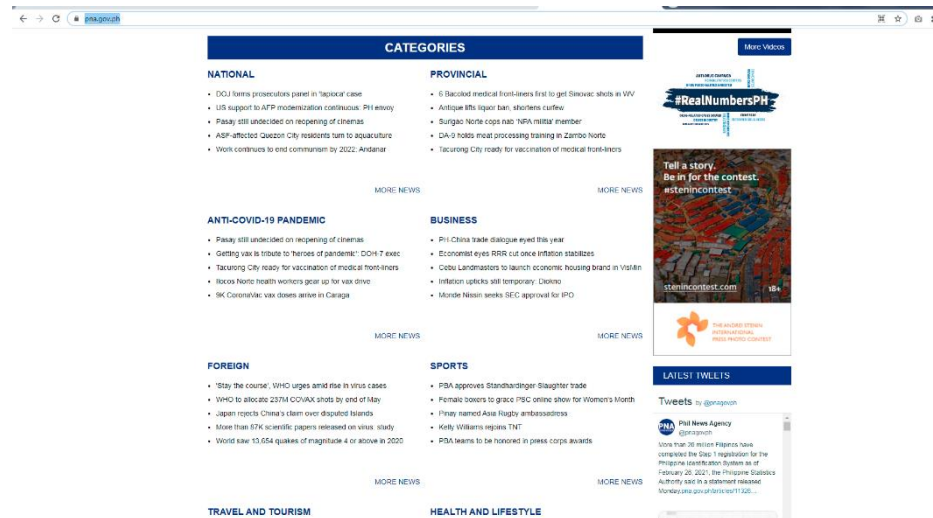 pna.gov.ph
CATEGORIES
NATIONAL
• DOJ forms prosecutors panel in 'tapioca' case
• US support to AFP modernization continuous: PH envoy
• Pasay still undecided on reopening of cinemas
• ASF-affected Quezon City residents turn to aquaculture
• Work continues to end communism by 2022: Andanar
MORE NEWS
PROVINCIAL
• 6 Bacolod medical front-liners first to get Sinovac shots in WV
• Antique lifts liquor ban, shortens curfew
• Surigao Norte cops nab 'NPA militia' member
• DA-9 holds meat processing training in Zambo Norte
• Tacurong City ready for vaccination of medical front-liners
MORE NEWS
ANTI-COVID-19 PANDEMIC
• Pasay still undecided on reopening of cinemas
• Getting vax is tribute to 'heroes of pandemic': DOH-7 exec
• Tacurong City ready for vaccination of medical front-liners
• Ilocos Norte health workers gear up for vax drive
• 9K CoronaVac vax doses arrive in Caraga
MORE NEWS
BUSINESS
• PH-China trade dialogue eyed this year
• Economist eyes RRR cut once inflation stabilizes
• Cebu Landmasters to launch economic housing brand in VisMin
• Inflation upticks still temporary: Diokno
• Monde Nissin seeks SEC approval for IPO
MORE NEWS
FOREIGN
• 'Stay the course', WHO urges amid rise in virus cases
• WHO to allocate 237M COVAX shots by end of May
• Japan rejects China's claim over disputed islands
• More than 87K scientific papers released on virus: study
• World saw 13,654 quakes of magnitude 4 or above in 2020
MORE NEWS
SPORTS
• PBA approves Standhardinger-Slaughter trade
• Female boxers to grace PSC online show for Women's Month
• Pinay named Asia Rugby ambassadress
• Kelly Williams rejoins TNT
• PBA teams to be honored in press corps awards
MORE NEWS
TRAVEL AND TOURISM
HEALTH AND LIFESTYLE
More Videos
#RealNumbersPH
Tell a story.
Be in for the contest.
#stenincontest
stenincontest.com
18+
THE ANDREI STENIN
INTERNATIONAL
PRESS PHOTO CONTEST
LATEST TWEETS
Tweets by @pnagovph
PNA
Phil News Agency
@pnagovph
More than 28 million Filipinos have
completed the Step 1 registration for the
Philippine Identification System as of
February 26, 2021, the Philippine Statistics
Authority said in a statement released
Monday.pna.gov.ph/articles/11320…